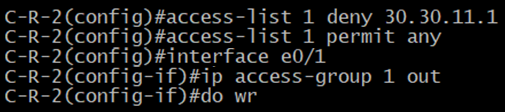 C-R-2(config)#access-list 1 deny 30.30.11.1
C-R-2(config)#access-list 1 permit any
C-R-2(config)#interface e0/1
C-R-2(config-if)#ip access-group 1 out
C-R-2(config-if)#do wr